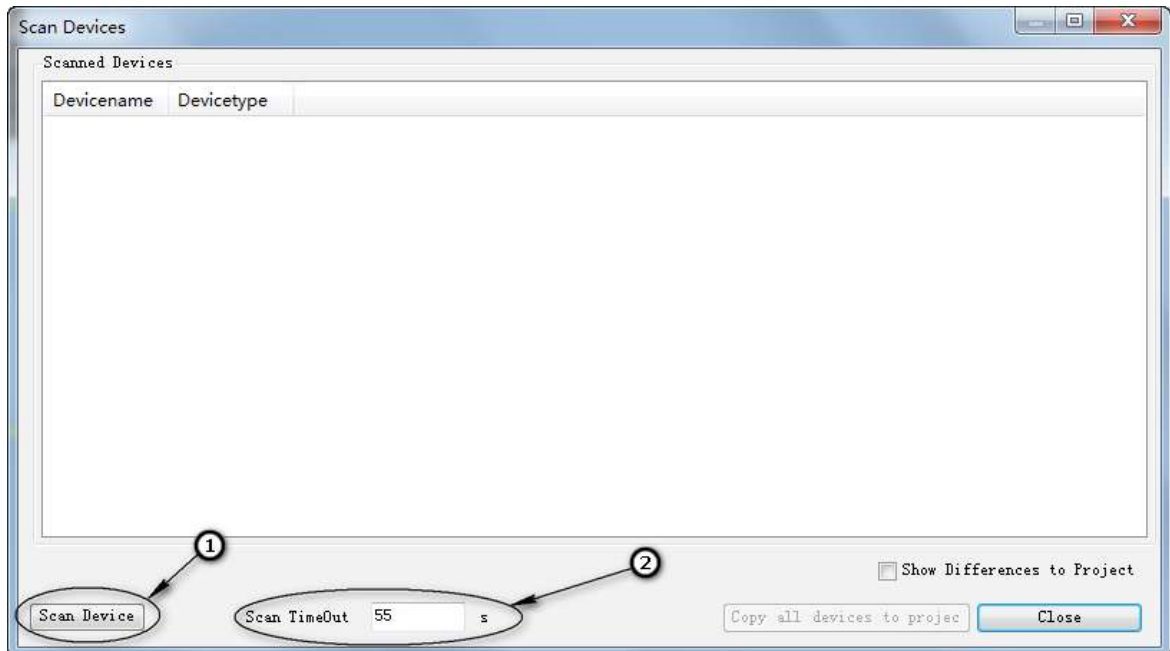 Scan Devices
Scanned Devices
Devicename Devicetype
1
2
Show Differences to Project
Scan Device Scan TimeOut 55 s Copy all devices to projec Close